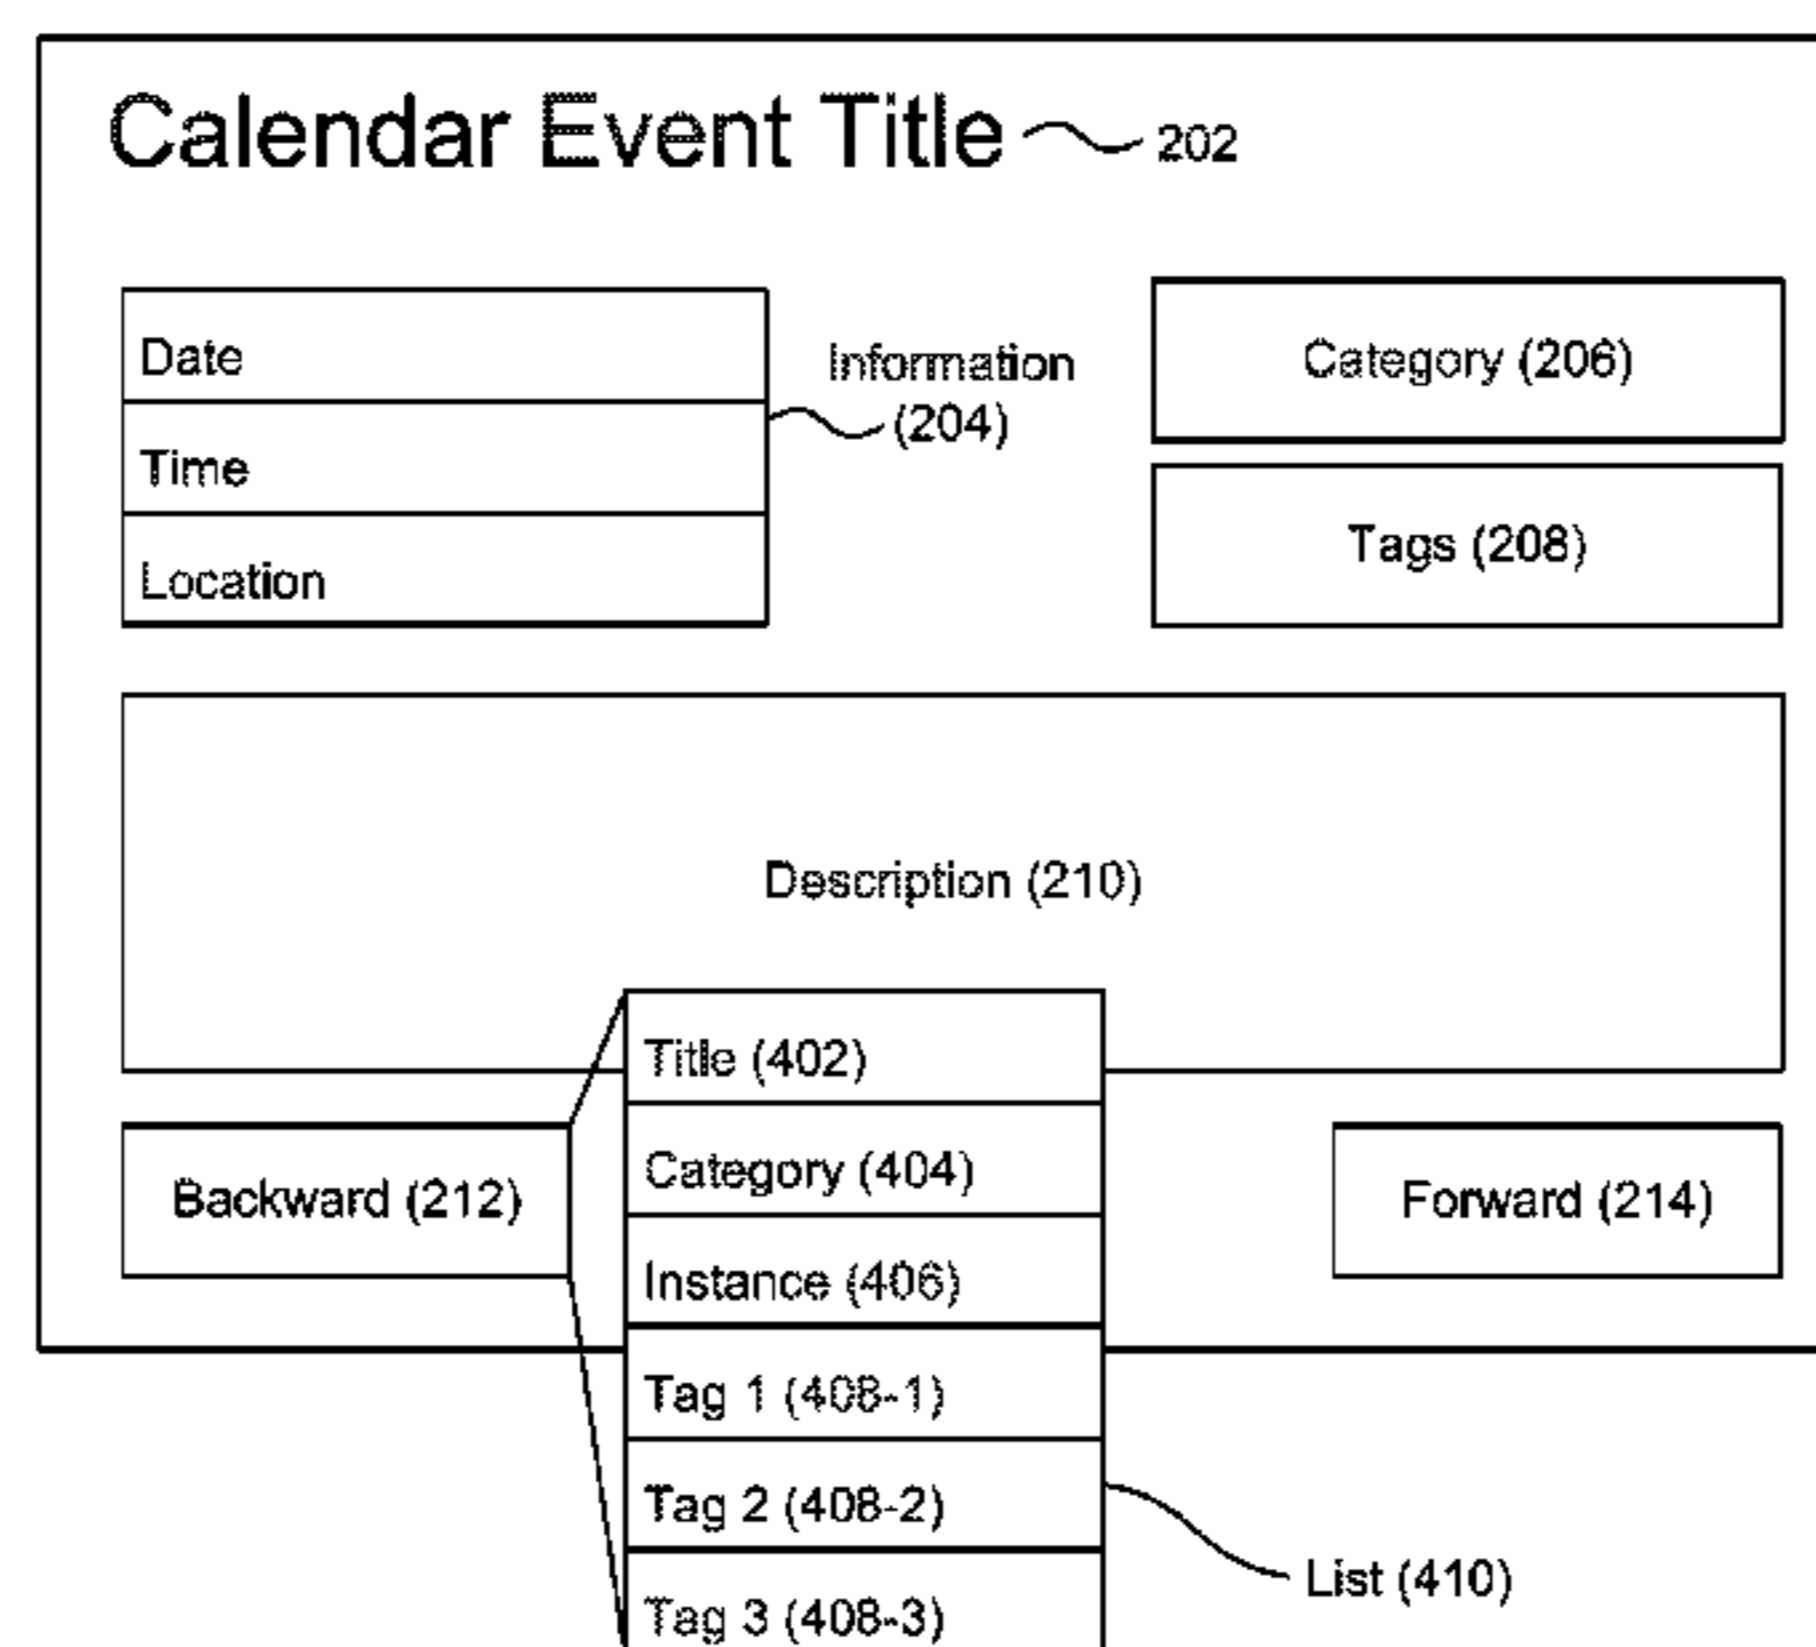 Calendar Event Title 202
Date
Time
Location
Information
(204)
Category (206)
Tags (208)
Description (210)
Backward (212)
Title (402)
Category (404)
Instance (406)
Tag 1 (408-1)
Tag 2 (408-2)
Tag 3 (408-3)
Forward (214)
List (410)